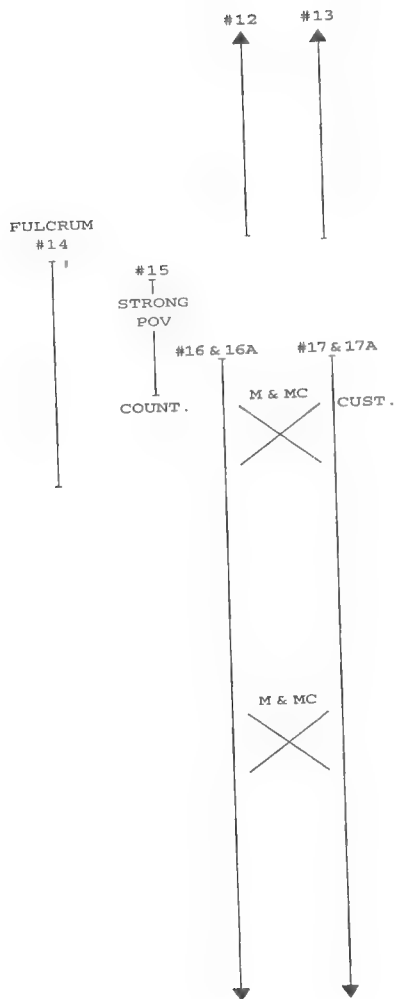 #12 #13
FULCRUM
#14
#15
STRONG
POV
COUNT.
#16 & 16A #17 & 17A
M & MC
CUST.
M & MC